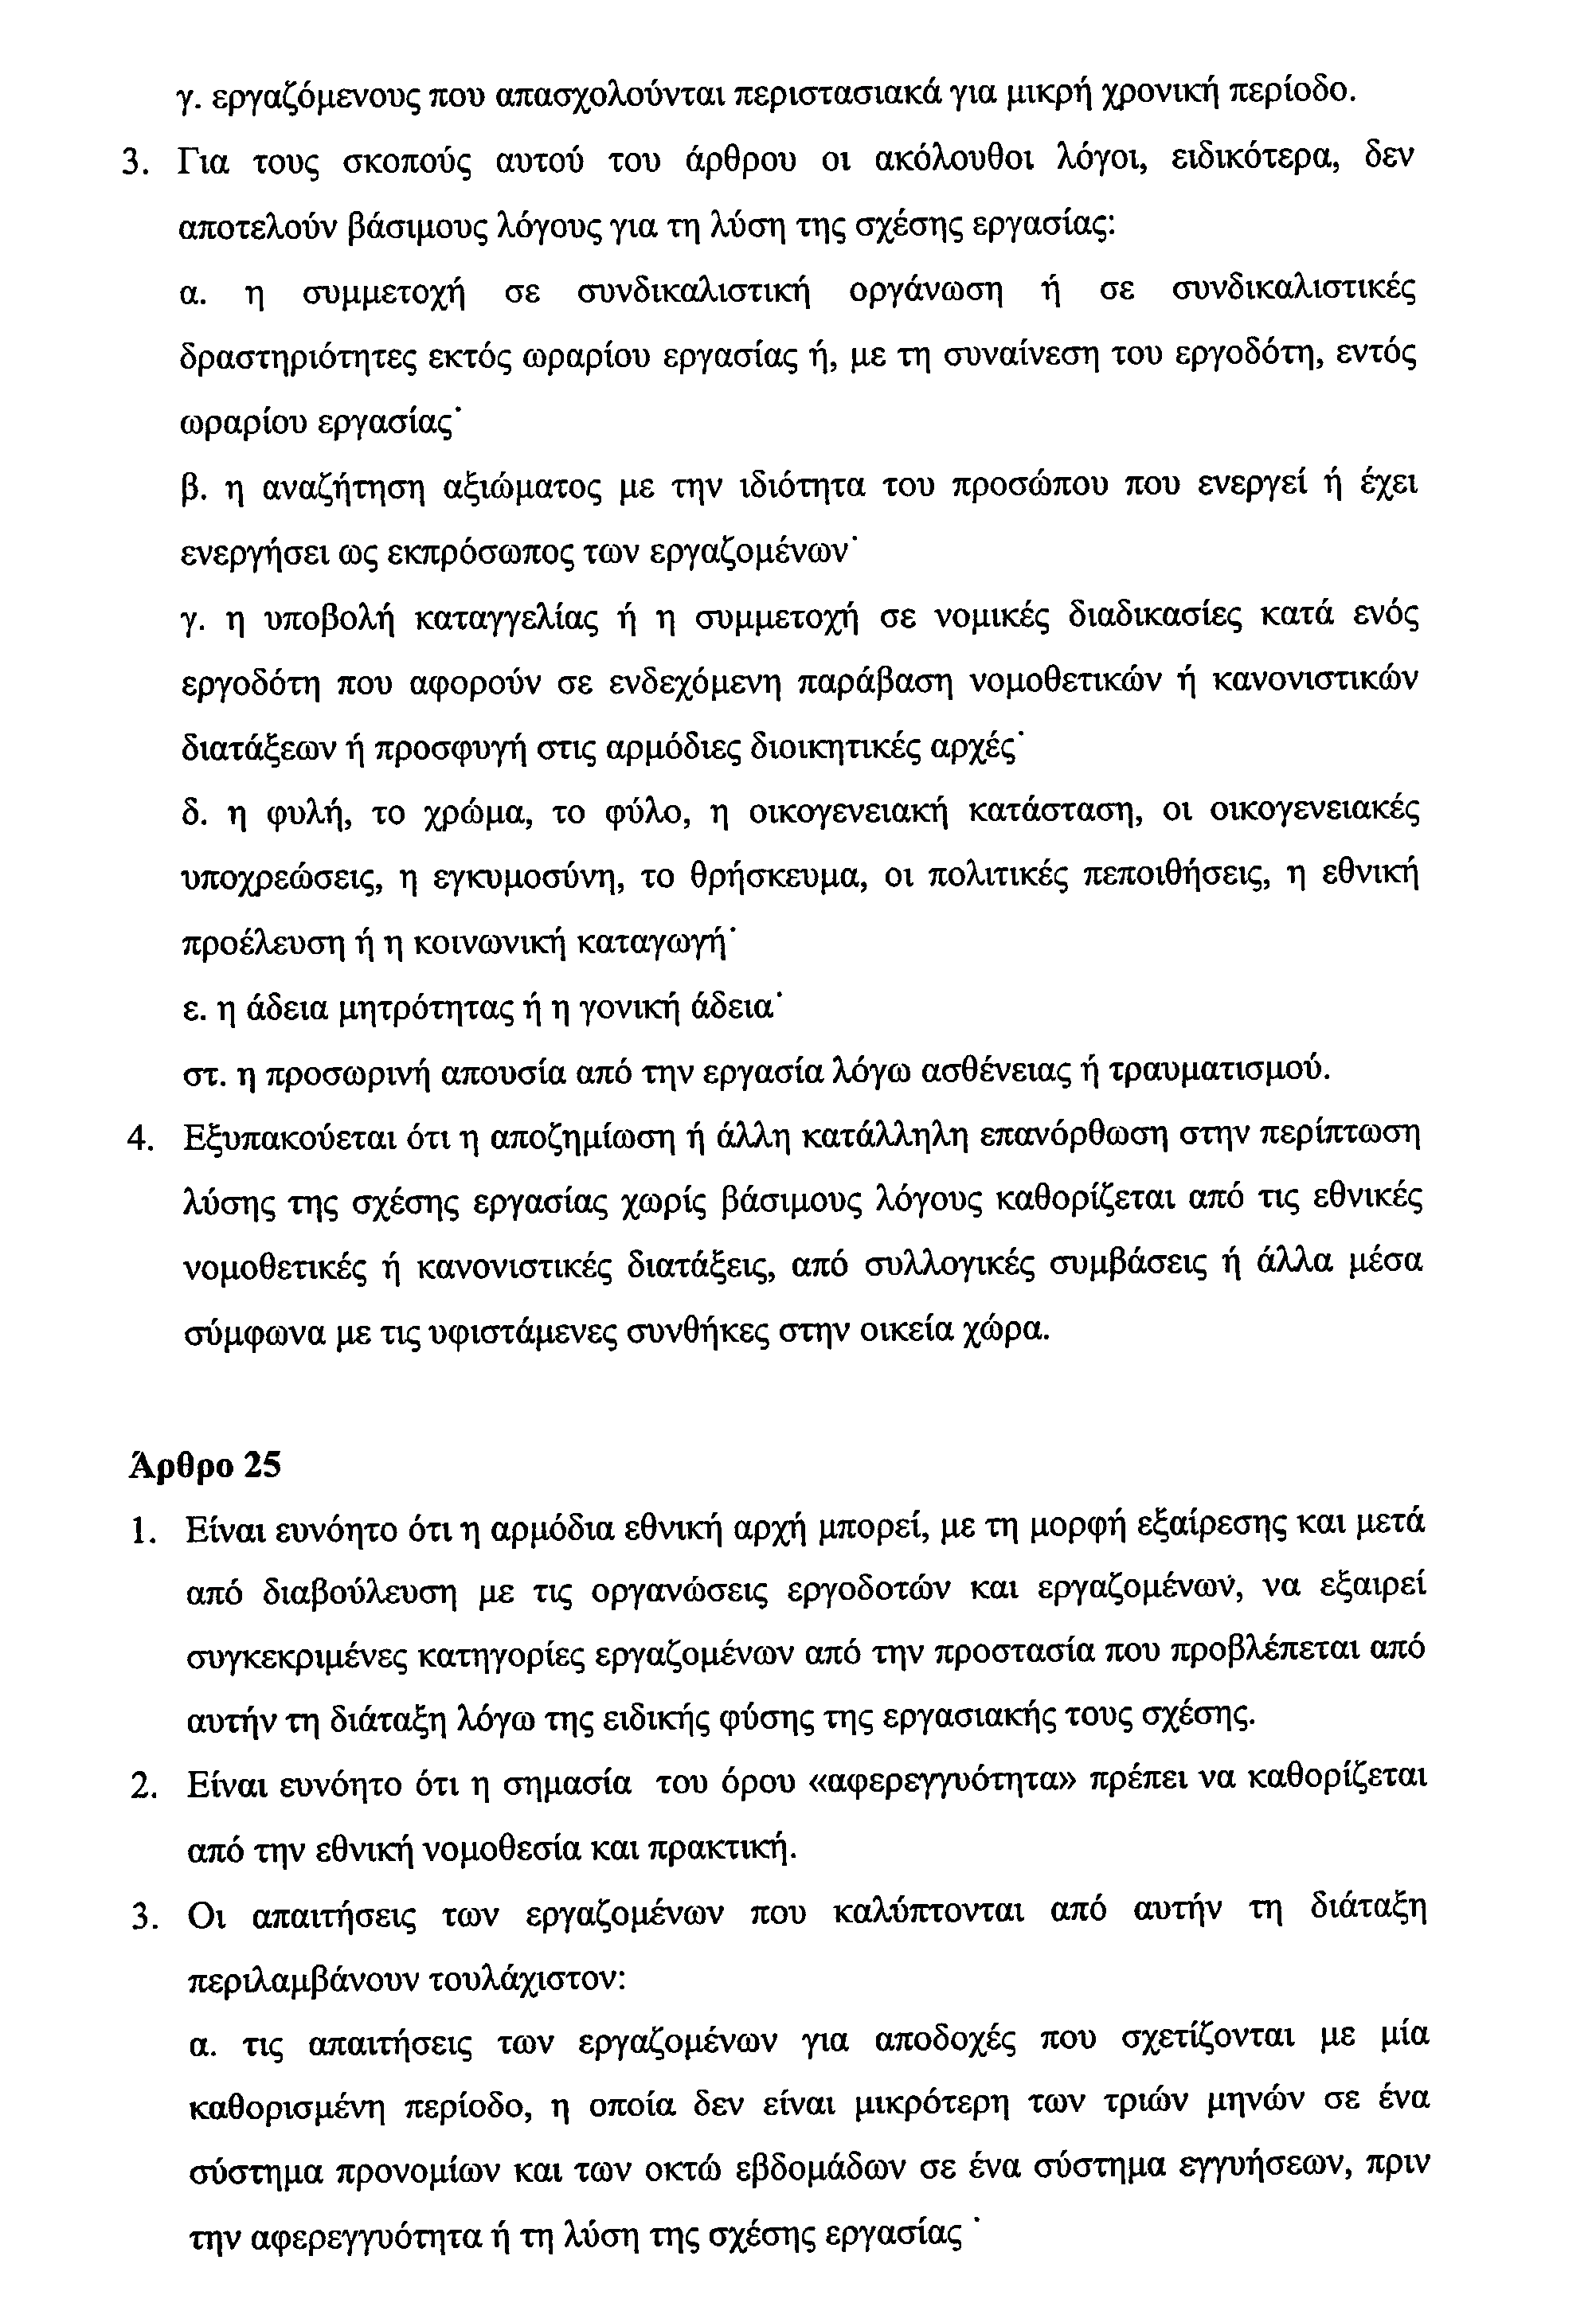 γ. εργαζόμενους που απασχολούνται περιστασιακά για μικρή χρονική περίοδο.
3. Για τους σκοπούς αυτού του άρθρου οι ακόλουθοι λόγοι, ειδικότερα, δεν
αποτελούν βάσιμους λόγους για τη λύση της σχέσης εργασίας:
α. η συμμετοχή σε συνδικαλιστική οργάνωση ή σε συνδικαλιστικές
δραστηριότητες εκτός ωραρίου εργασίας ή, με τη συναίνεση του εργοδότη, εντός
ωραρίου εργασίας˙
β. η αναζήτηση αξιώματος με την ιδιότητα του προσώπου που ενεργεί ή έχει
ενεργήσει ως εκπρόσωπος των εργαζομένων˙
γ. η υποβολή καταγγελίας ή η συμμετοχή σε νομικές διαδικασίες κατά ενός
εργοδότη που αφορούν σε ενδεχόμενη παράβαση νομοθετικών ή κανονιστικών
διατάξεων ή προσφυγή στις αρμόδιες διοικητικές αρχές˙
δ. η φυλή, το χρώμα, το φύλο, η οικογενειακή κατάσταση, οι οικογενειακές
υποχρεώσεις, η εγκυμοσύνη, το θρήσκευμα, οι πολιτικές πεποιθήσεις, η εθνική
προέλευση ή η κοινωνική καταγωγή˙
ε. η άδεια μητρότητας ή η γονική άδεια˙
στ. η προσωρινή απουσία από την εργασία λόγω ασθένειας ή τραυματισμού.
4. Εξυπακούεται ότι η αποζημίωση ή άλλη κατάλληλη επανόρθωση στην περίπτωση
λύσης της σχέσης εργασίας χωρίς βάσιμους λόγους καθορίζεται από τις εθνικές
νομοθετικές ή κανονιστικές διατάξεις, από συλλογικές συμβάσεις ή άλλα μέσα
σύμφωνα με τις υφιστάμενες συνθήκες στην οικεία χώρα.
Άρθρο 25
1. Είναι ευνόητο ότι η αρμόδια εθνική αρχή μπορεί, με τη μορφή εξαίρεσης και μετά
από διαβούλευση με τις οργανώσεις εργοδοτών και εργαζομένων, να εξαιρεί
συγκεκριμένες κατηγορίες εργαζομένων από την προστασία που προβλέπεται από
αυτήν τη διάταξη λόγω της ειδικής φύσης της εργασιακής τους σχέσης.
2. Είναι ευνόητο ότι η σημασία του όρου «αφερεγγυότητα» πρέπει να καθορίζεται
από την εθνική νομοθεσία και πρακτική.
3. Οι απαιτήσεις των εργαζομένων που καλύπτονται από αυτήν τη διάταξη
περιλαμβάνουν τουλάχιστον:
α. τις απαιτήσεις των εργαζομένων για αποδοχές που σχετίζονται με μία
καθορισμένη περίοδο, η οποία δεν είναι μικρότερη των τριών μηνών σε ένα
σύστημα προνομίων και των οκτώ εβδομάδων σε ένα σύστημα εγγυήσεων, πριν
την αφερεγγυότητα ή τη λύση της σχέσης εργασίας ˙